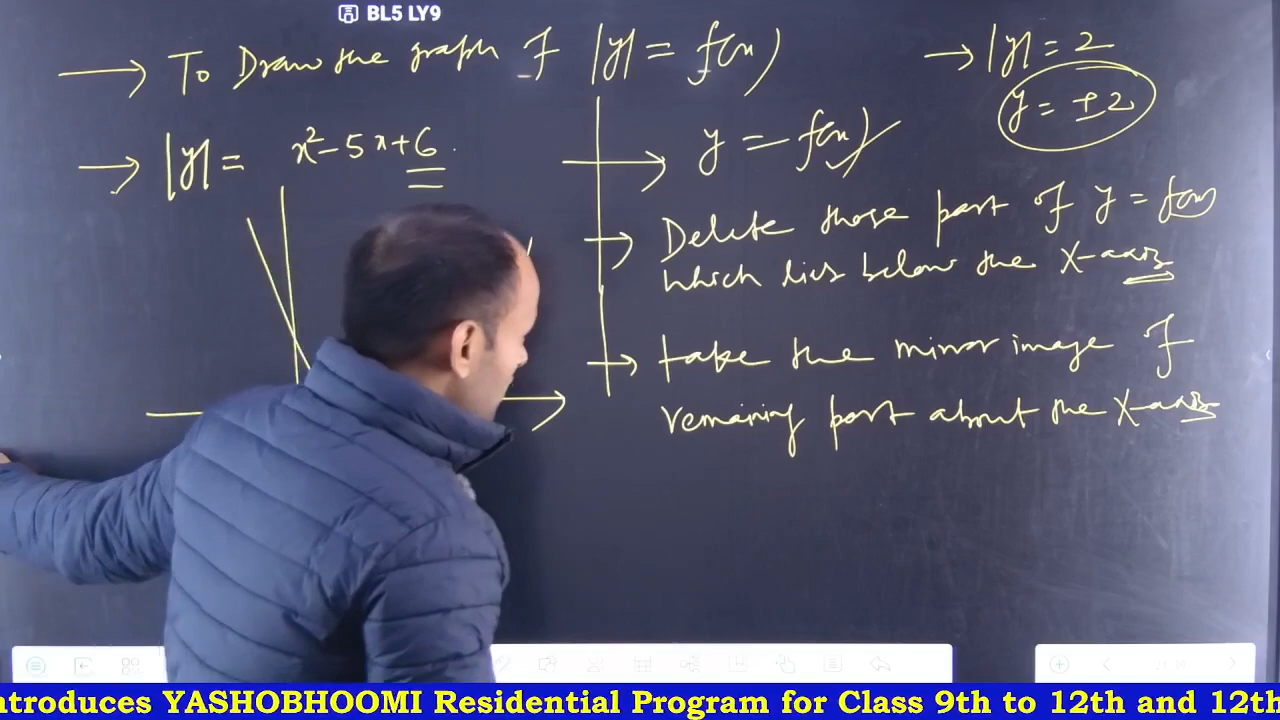 BL5 LY9
→ To Draw the graph of |y| = f(x)
→ |y| = x²-5x+6.
→ |y| = 2
y = ±2
→ y = f(x)
→ Delete those part of y = f(x)
which lies below the X-axis
→ take the mirror image of
remaining part about the X-axis
ntroduces YASHOBHOOMI Residential Program for Class 9th to 12th and 12th